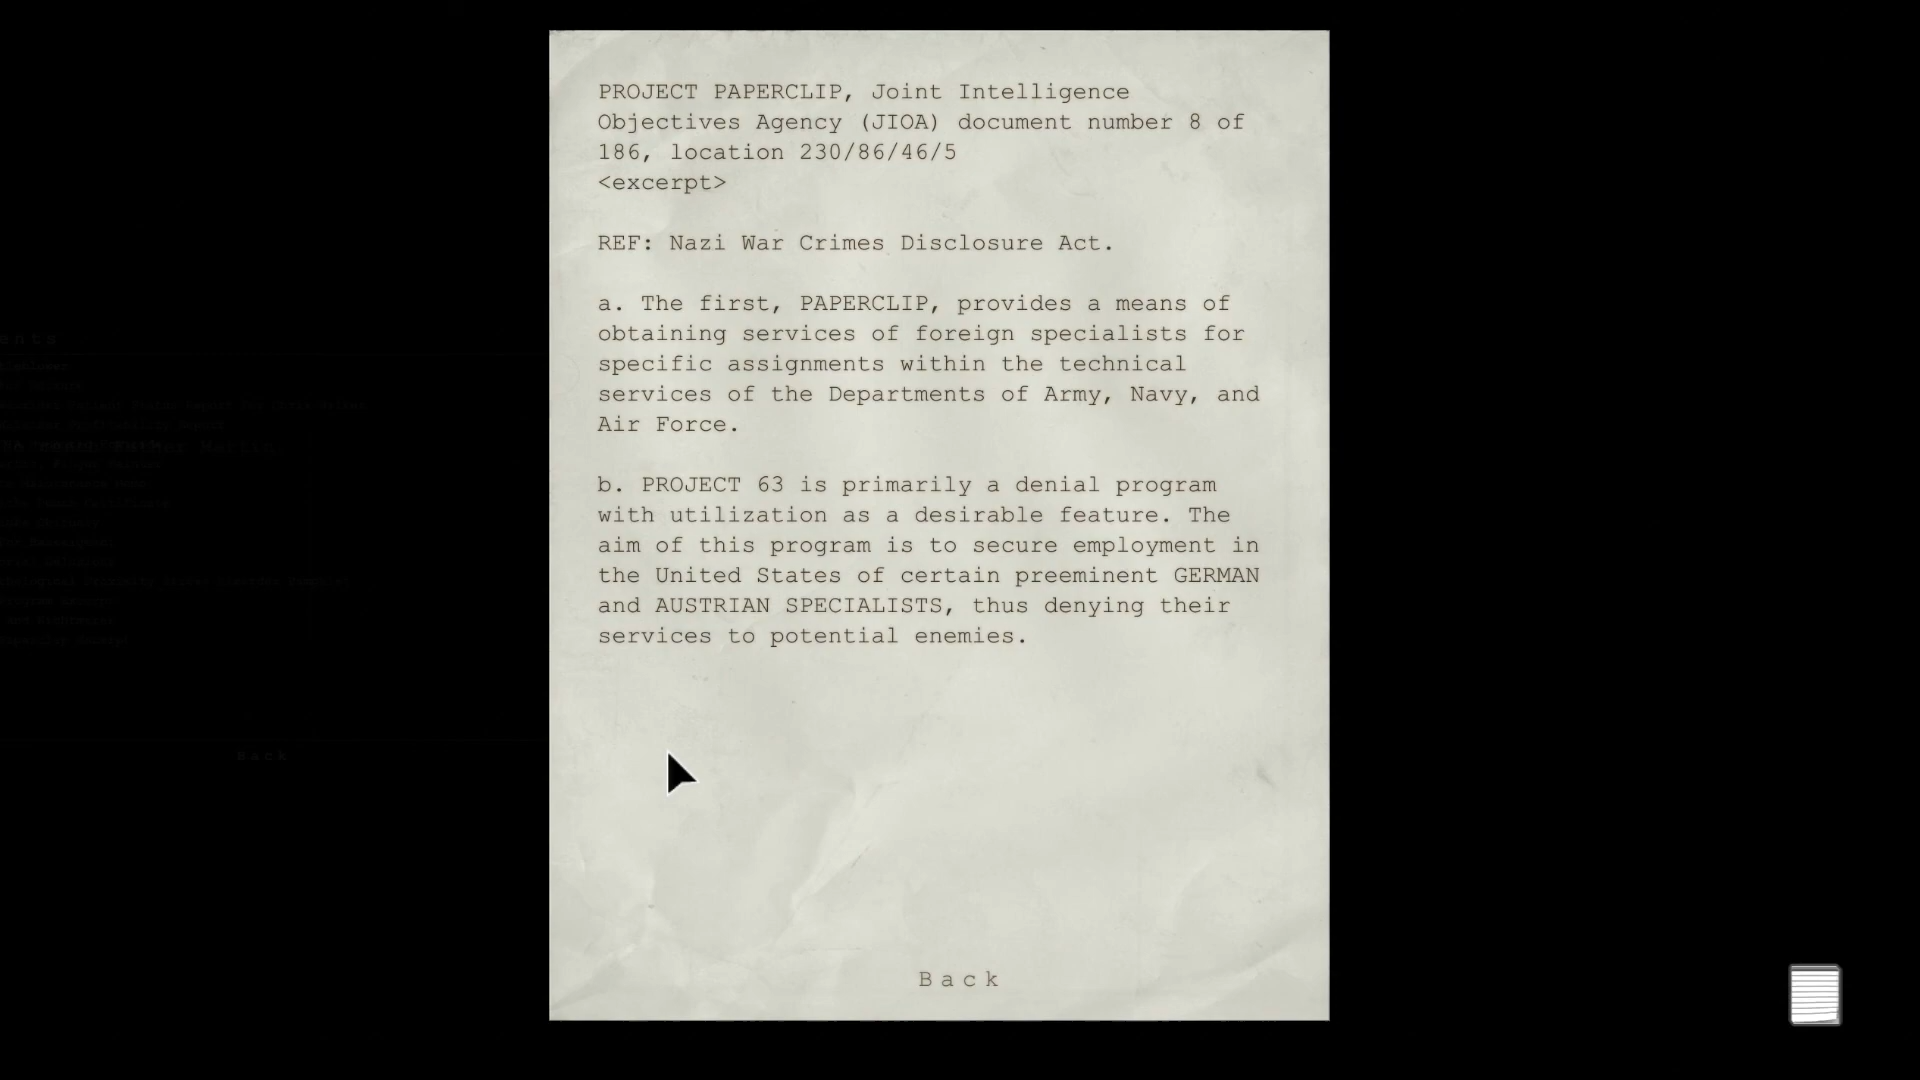 PROJECT PAPERCLIP, Joint Intelligence
Objectives Agency (JIOA) document number 8 of
186, location 230/86/46/5
<excerpt>
REF: Nazi War Crimes Disclosure Act.
a. The first, PAPERCLIP, provides a means of
obtaining services of foreign specialists for
specific assignments within the technical
services of the Departments of Army, Navy, and
Air Force.
b. PROJECT 63 is primarily a denial program
with utilization as a desirable feature. The
aim of this program is to secure employment in
the United States of certain preeminent GERMAN
and AUSTRIAN SPECIALISTS, thus denying their
services to potential enemies.
Back
ents
Back